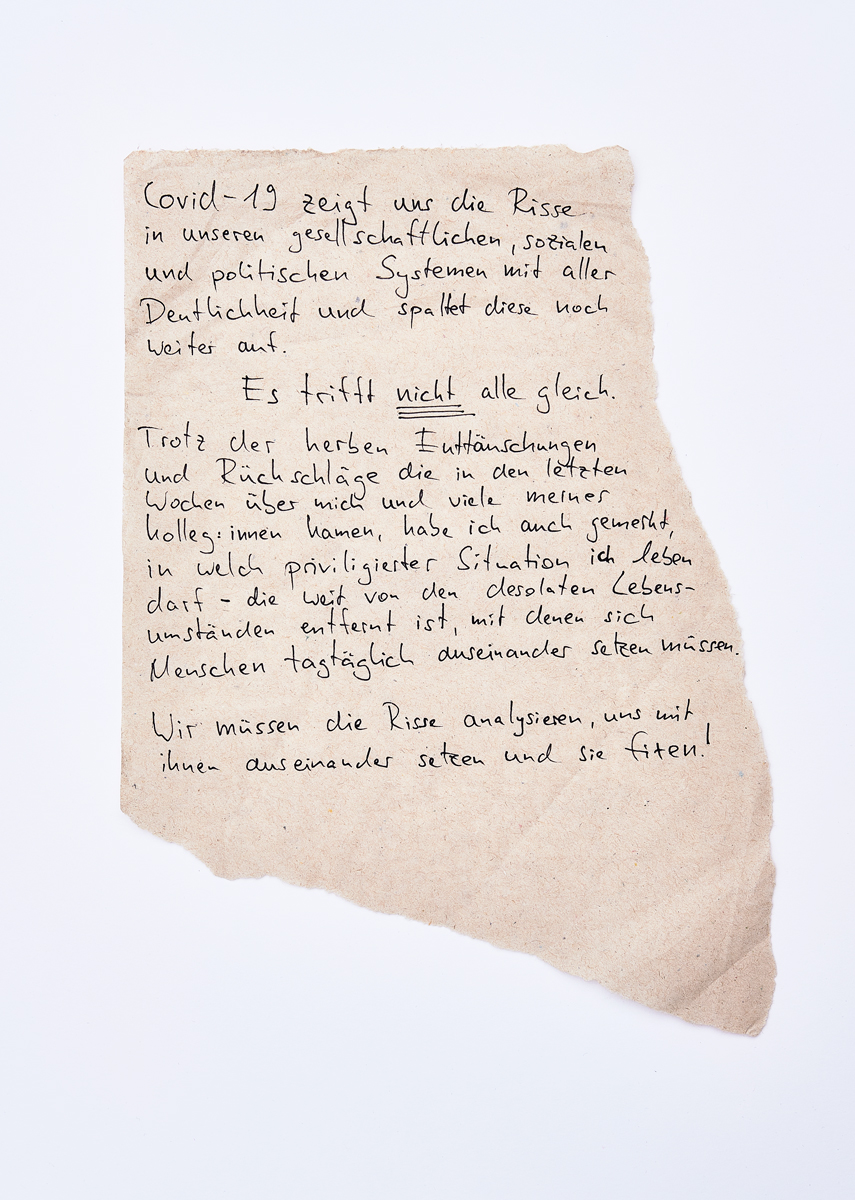 Covid-19 zeigt uns die Risse
in unseren gesellschaftlichen, sozialen
und politischen Systemen mit aller
Deutlichkeit und spaltet diese noch
weiter auf.
Es trifft nicht alle gleich.
Trotz der herben Enttäuschungen
und Rückschläge die in den letzten
Wochen über mich und viele meiner
Kolleg:innen kamen, habe ich auch gemerkt,
in welch priviligierter Situation ich leben
darf - die weit von den desolaten Lebens-
umständen entfernt ist, mit denen sich
Menschen tagtäglich auseinander setzen müssen.
Wir müssen die Risse analysieren, uns mit
ihnen auseinander setzen und sie fixen!